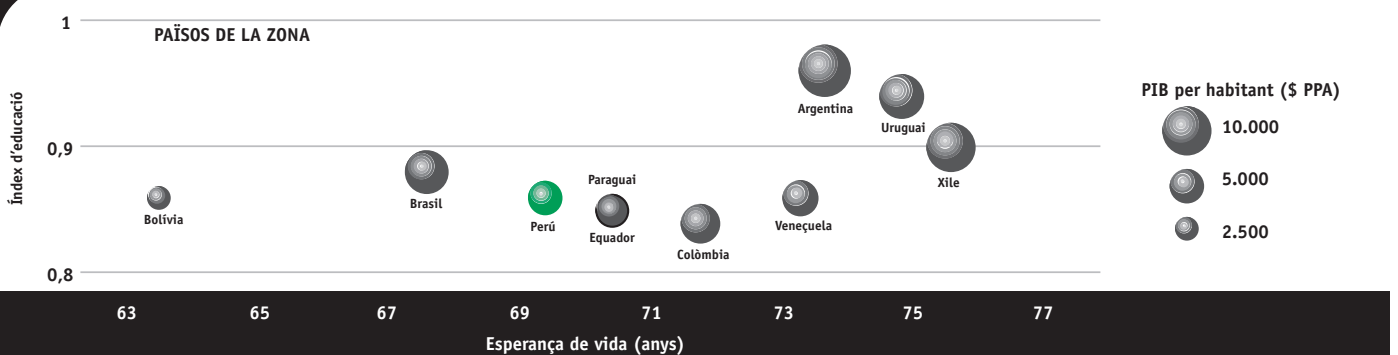 PAÏSOS DE LA ZONA
Índex d'educació
1
0,9
0,8
Bolívia
Brasil
Perú
Paraguai
Equador
Colòmbia
Veneçuela
Argentina
Uruguai
Xile
PIB per habitant ($ PPA)
10.000
5.000
2.500
63 65 67 69 71 73 75 77
Esperança de vida (anys)